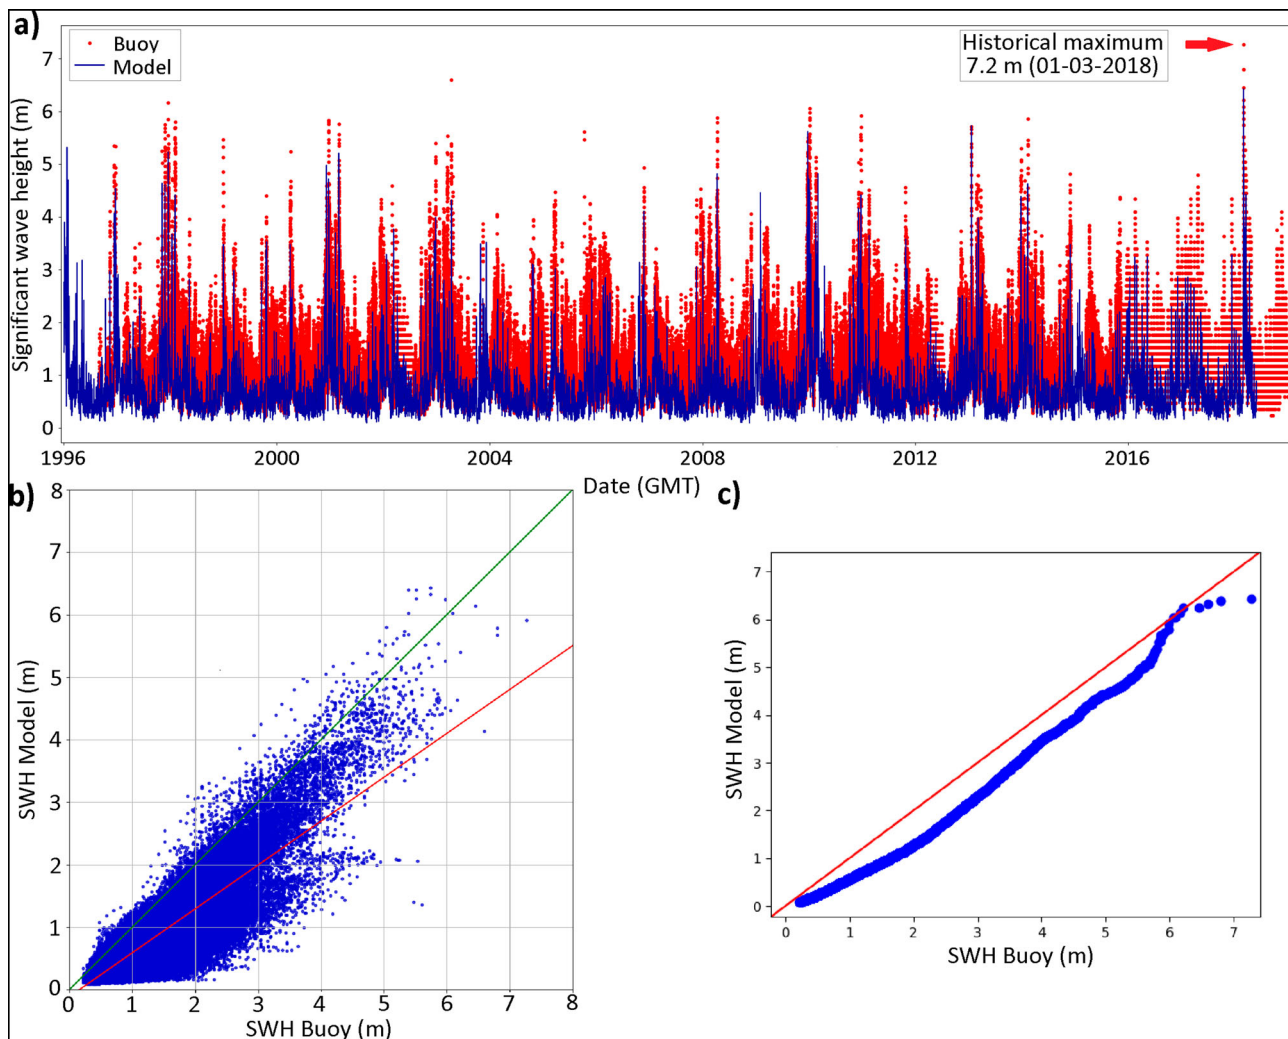 a)
Significant wave height (m)
7
6
5
4
3
2
1
0
Buoy
Model
Historical maximum
7.2 m (01-03-2018)
1996 2000 2004 2008 2012 2016
Date (GMT)
b)
SWH Model (m)
8
7
6
5
4
3
2
1
0
0 1 2 3 4 5 6 7 8
SWH Buoy (m)
c)
SWH Model (m)
7
6
5
4
3
2
1
0
0 1 2 3 4 5 6 7
SWH Buoy (m)